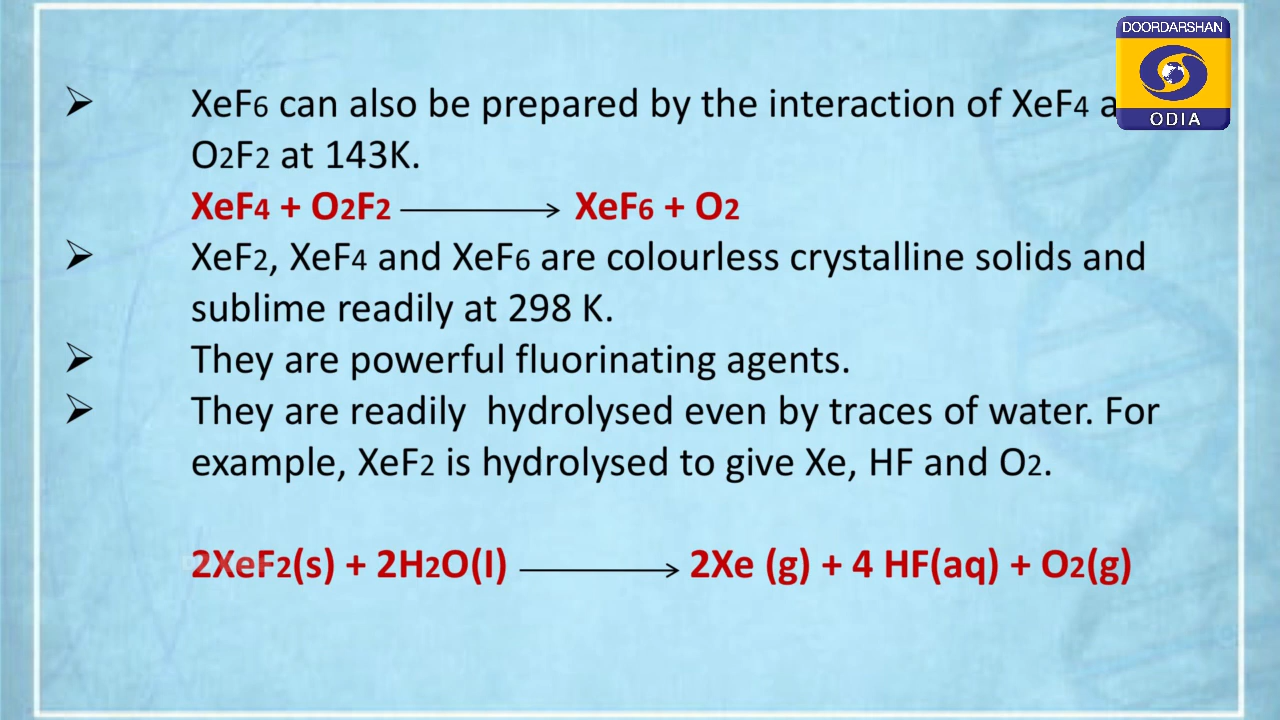 DOORDARSHAN
ODIA
➢ XeF2 can also be prepared by the interaction of XeF4
O2F2 at 143K.
XeF4 + O2F2 ⟶ XeF6 + O2
➢ XeF2, XeF4 and XeF6 are colourless crystalline solids and
sublime readily at 298 K.
➢ They are powerful fluorinating agents.
➢ They are readily hydrolysed even by traces of water. For
example, XeF2 is hydrolysed to give Xe, HF and O2.
2XeF2(s) + 2H2O(l) ⟶ 2Xe (g) + 4 HF(aq) + O2(g)